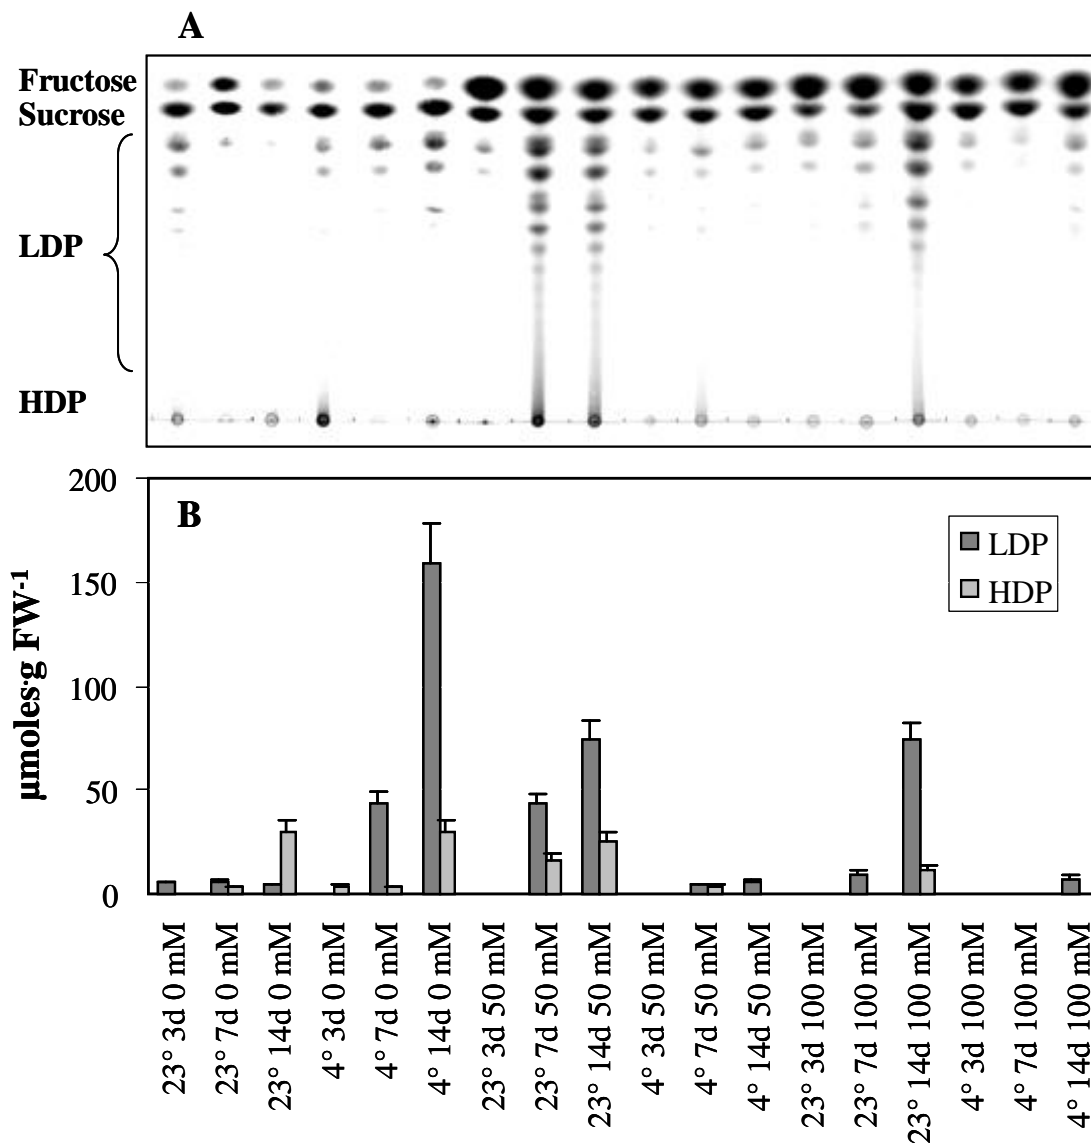 A
Fructose
Sucrose
LDP
HDP
B
200
150
100
50
0
µmoles·g FW-1
LDP
HDP
23° 3d 0 mM
23° 7d 0 mM
23° 14d 0 mM
4° 3d 0 mM
4° 7d 0 mM
4° 14d 0 mM
23° 3d 50 mM
23° 7d 50 mM
23° 14d 50 mM
4° 3d 50 mM
4° 7d 50 mM
4° 14d 50 mM
23° 3d 100 mM
23° 7d 100 mM
23° 14d 100 mM
4° 3d 100 mM
4° 7d 100 mM
4° 14d 100 mM